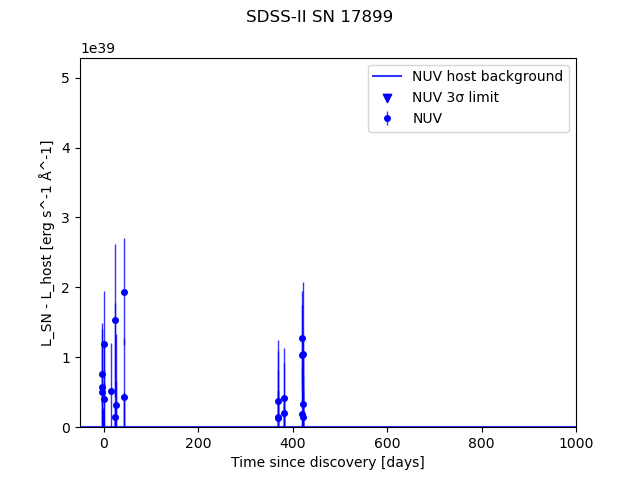 SDSS-II SN 17899
1e39
NUV host background
NUV 3σ limit
NUV
5
4
3
2
1
0
L_SN - L_host [erg s^-1 Å^-1]
0 200 400 600 800 1000
Time since discovery [days]